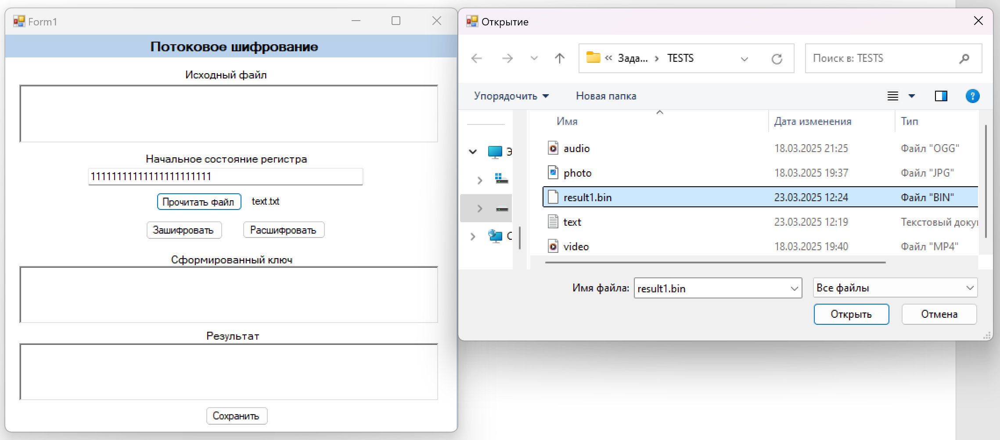 Form1
Потоковое шифрование
Исходный файл
Начальное состояние регистра
11111111111111111111111
Прочитать файл text.txt
Зашифровать Расшифровать
Сформированный ключ
Результат
Сохранить
Открытие
« Зада... › TESTS
Поиск в: TESTS
Упорядочить Новая папка
?
Имя Дата изменения Тип
audio 18.03.2025 21:25 Файл "OGG"
photo 18.03.2025 19:37 Файл "JPG"
result1.bin 23.03.2025 12:24 Файл "BIN"
text 23.03.2025 12:19 Текстовый доку
video 18.03.2025 19:40 Файл "MP4"
Э
С
Имя файла: result1.bin Все файлы
Открыть Отмена